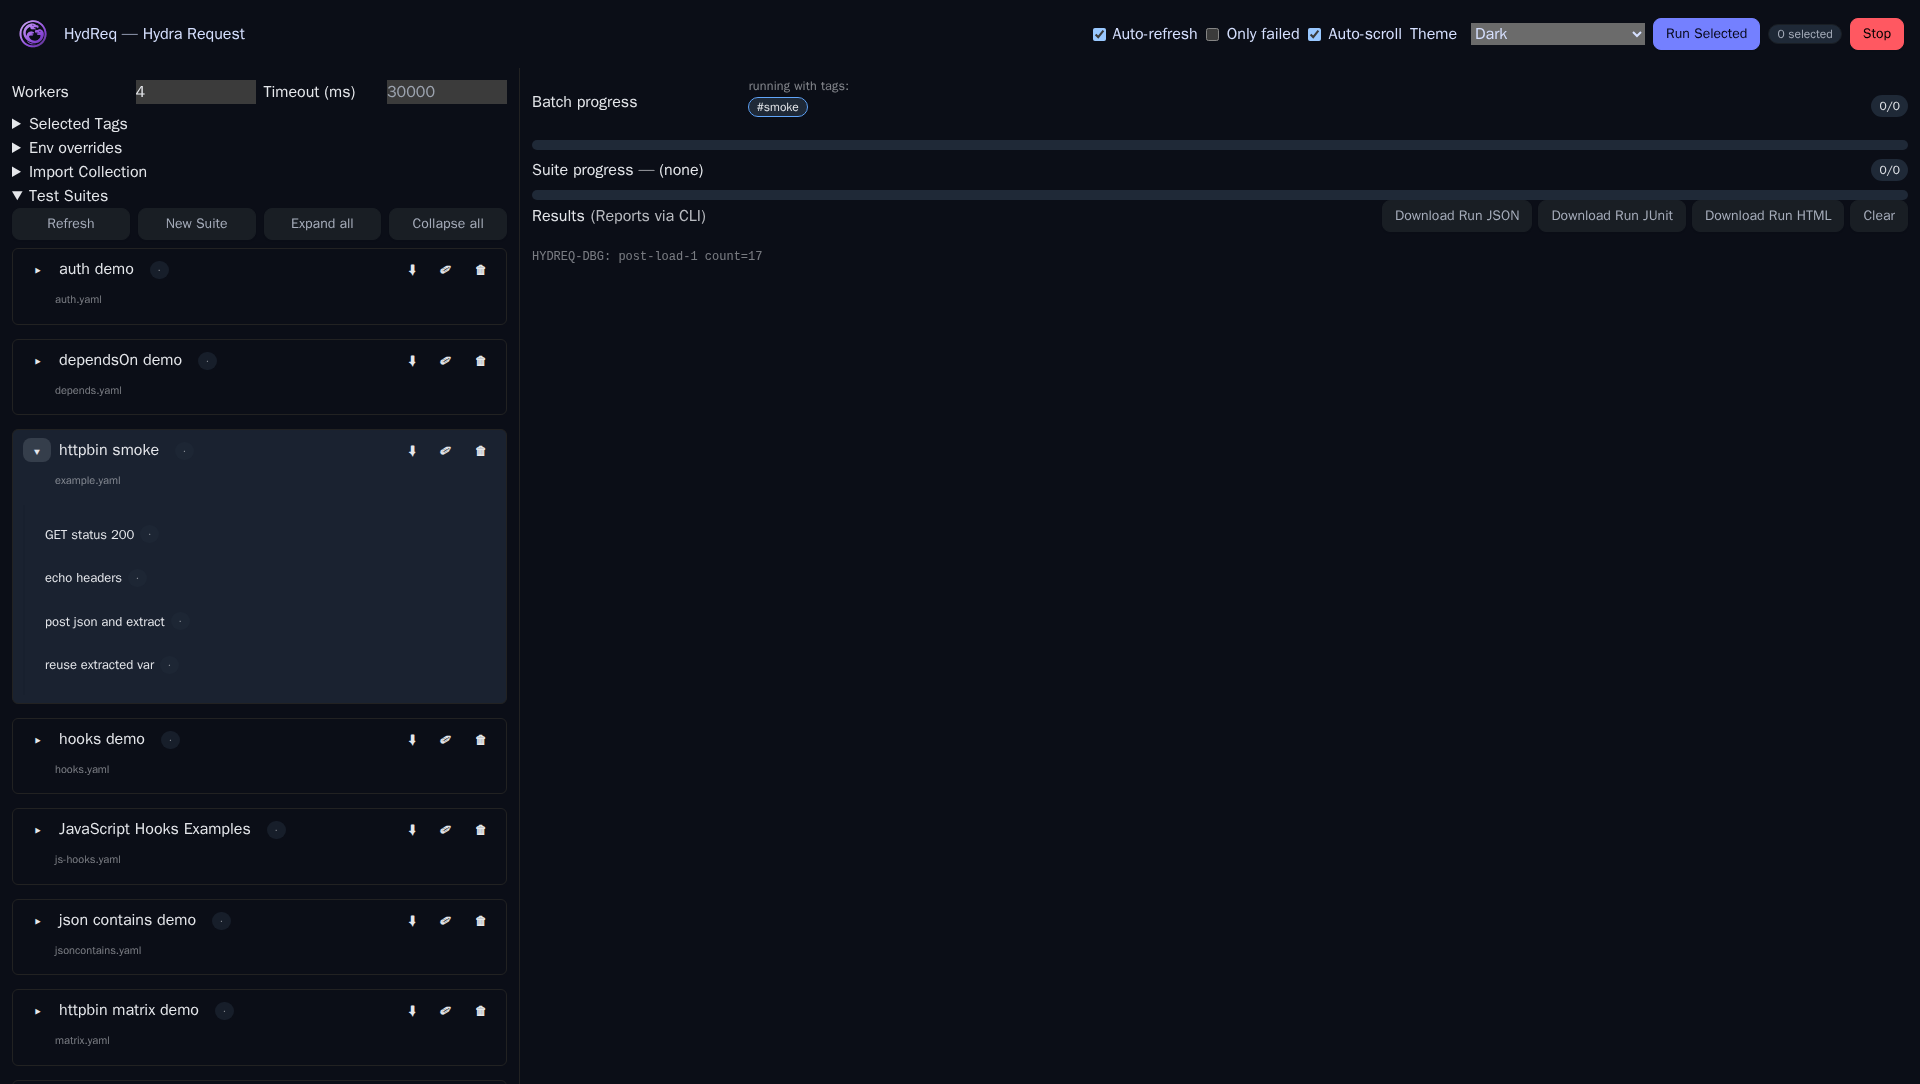 HydReq — Hydra Request
Auto-refresh Only failed Auto-scroll Theme Dark Run Selected 0 selected Stop
Workers 4 Timeout (ms) 30000
Selected Tags
Env overrides
Import Collection
Test Suites
Refresh New Suite Expand all Collapse all
auth demo
auth.yaml
dependsOn demo
depends.yaml
httpbin smoke
example.yaml
GET status 200
echo headers
post json and extract
reuse extracted var
hooks demo
hooks.yaml
JavaScript Hooks Examples
js-hooks.yaml
json contains demo
jsoncontains.yaml
httpbin matrix demo
matrix.yaml
Batch progress
running with tags:
#smoke
0/0
Suite progress — (none) 0/0
Results (Reports via CLI) Download Run JSON Download Run JUnit Download Run HTML Clear
HYDREQ-DBG: post-load-1 count=17